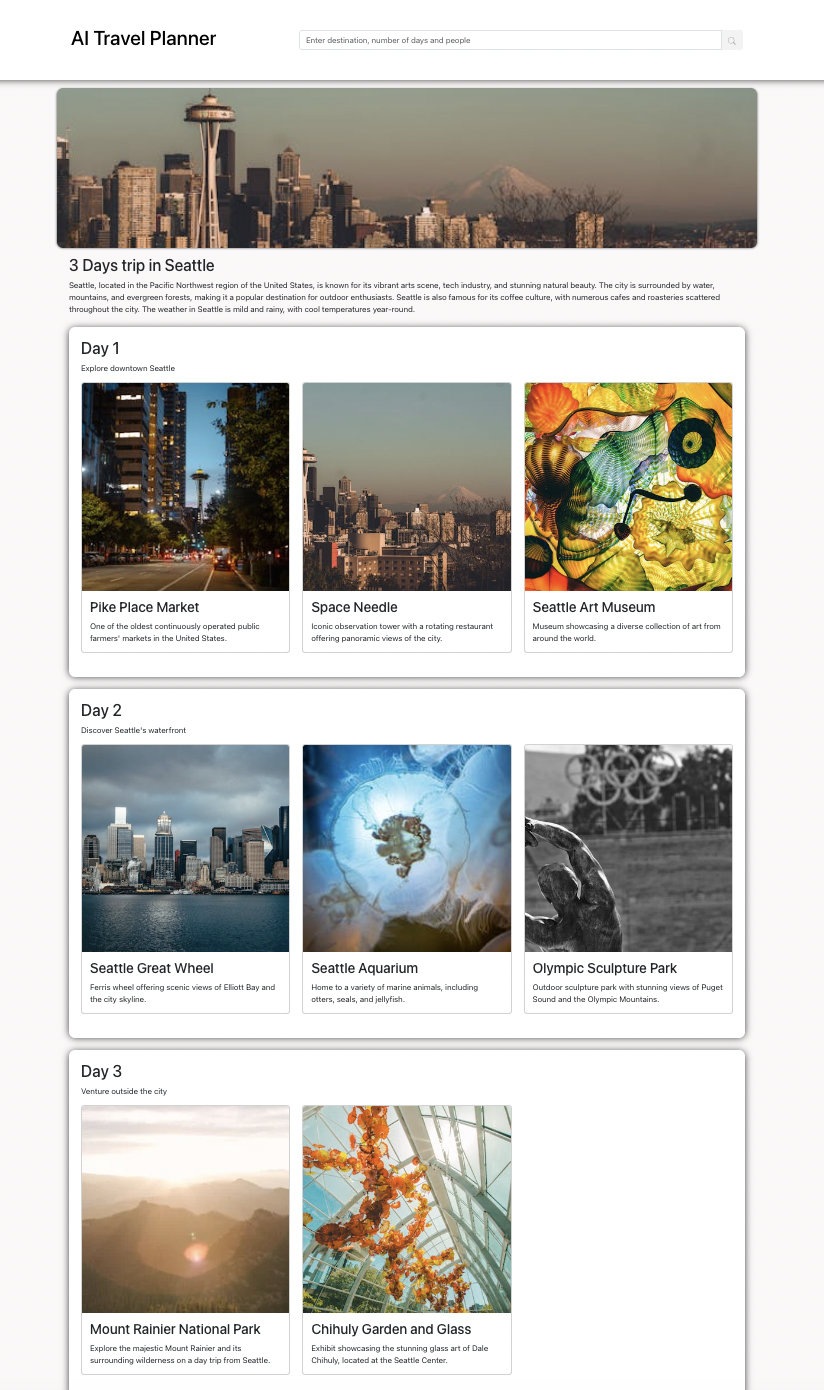 AI Travel Planner
Enter destination, number of days and people
3 Days trip in Seattle
Seattle, located in the Pacific Northwest region of the United States, is known for its vibrant arts scene, tech industry, and stunning natural beauty. The city is surrounded by water,
mountains, and evergreen forests, making it a popular destination for outdoor enthusiasts. Seattle is also famous for its coffee culture, with numerous cafes and roasteries scattered
throughout the city. The weather in Seattle is mild and rainy, with cool temperatures year-round.
Day 1
Explore downtown Seattle
Pike Place Market
One of the oldest continuously operated public
farmers' markets in the United States.
Space Needle
Iconic observation tower with a rotating restaurant
offering panoramic views of the city.
Seattle Art Museum
Museum showcasing a diverse collection of art from
around the world.
Day 2
Discover Seattle's waterfront
Seattle Great Wheel
Ferris wheel offering scenic views of Elliott Bay and
the city skyline.
Seattle Aquarium
Home to a variety of marine animals, including
otters, seals, and jellyfish.
Olympic Sculpture Park
Outdoor sculpture park with stunning views of Puget
Sound and the Olympic Mountains.
Day 3
Venture outside the city
Mount Rainier National Park
Explore the majestic Mount Rainier and its
surrounding wilderness on a day trip from Seattle.
Chihuly Garden and Glass
Exhibit showcasing the stunning glass art of Dale
Chihuly, located at the Seattle Center.